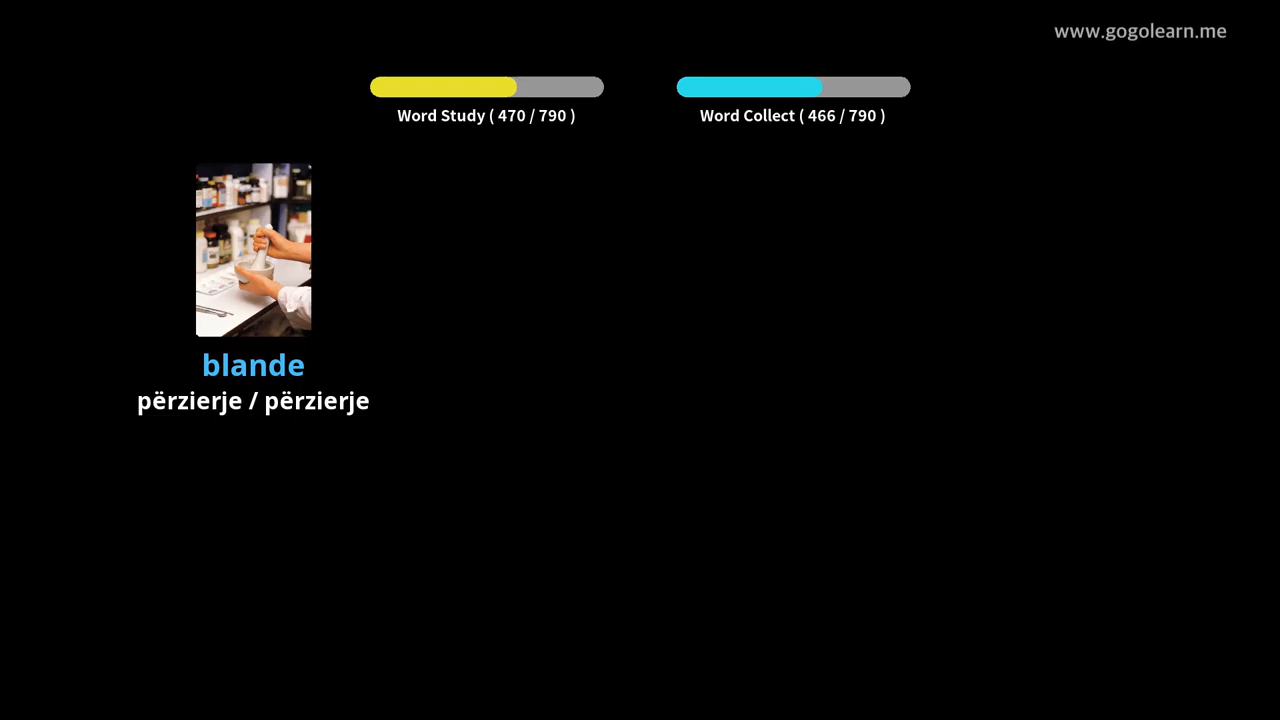 www.gogolearn.me
Word Study ( 470 / 790 )
Word Collect ( 466 / 790 )
blande
përzierje / përzierje